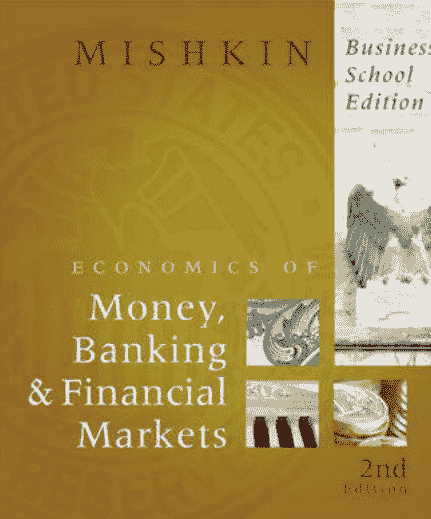 MISHKIN
Business
School
Edition
ECONOMICS OF
Money,
Banking
& Financial
Markets
2nd
Edition